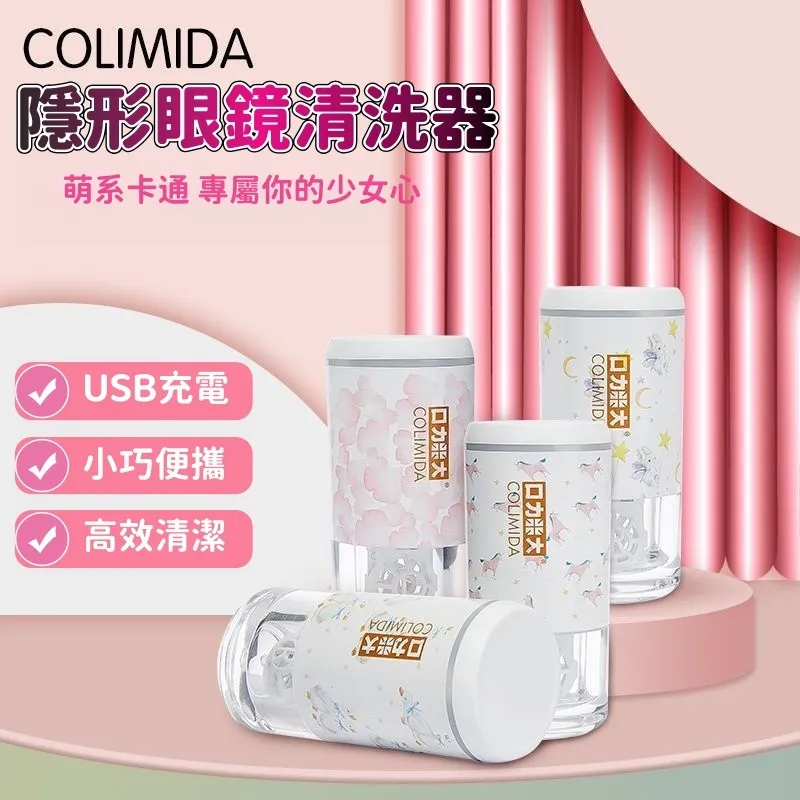 COLIMIDA
隱形眼鏡清洗器
萌系卡通 專屬你的少女心
USB充電
小巧便攜
高效清潔
口力米大®
COLIMIDA
口力米大®
COLIMIDA
口力米大®
COLIMIDA
口力米大®
COLIMIDA